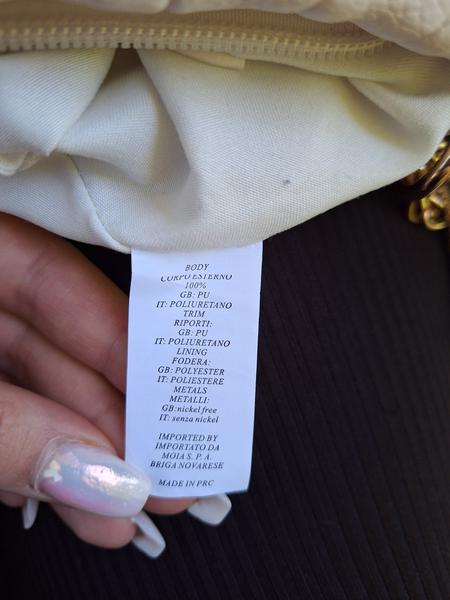 BODY
CORPO ESTERNO
100%
GB: PU
IT: POLIURETANO
TRIM
RIPORTI:
GB: PU
IT: POLIURETANO
LINING
FODERA:
GB: POLYESTER
IT: POLIESTERE
METALS
METALLI:
GB:nickel free
IT: senza nickel
IMPORTED BY
IMPORTATO DA
MOIA S. P. A.
BRIGA NOVARESE
MADE IN PRC